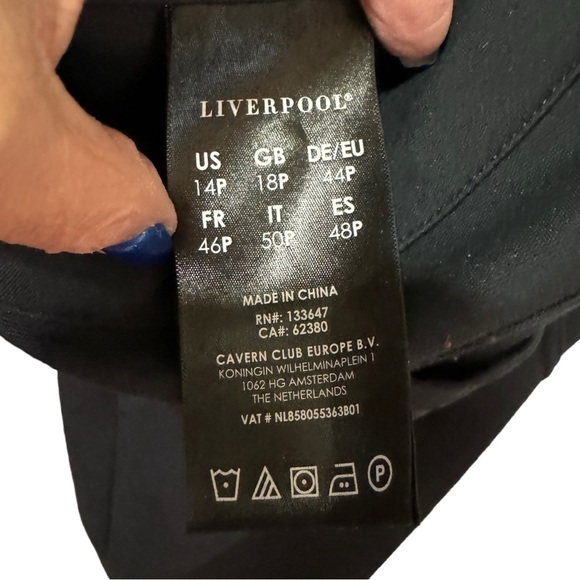 LIVERPOOL®
US GB DE/EU
14P 18P 44P
FR IT ES
46P 50P 48P
MADE IN CHINA
RN#: 133647
CA#: 62380
CAVERN CLUB EUROPE B.V.
KONINGIN WILHELMINAPLEIN 1
1062 HG AMSTERDAM
THE NETHERLANDS
VAT # NL858055363B01
P